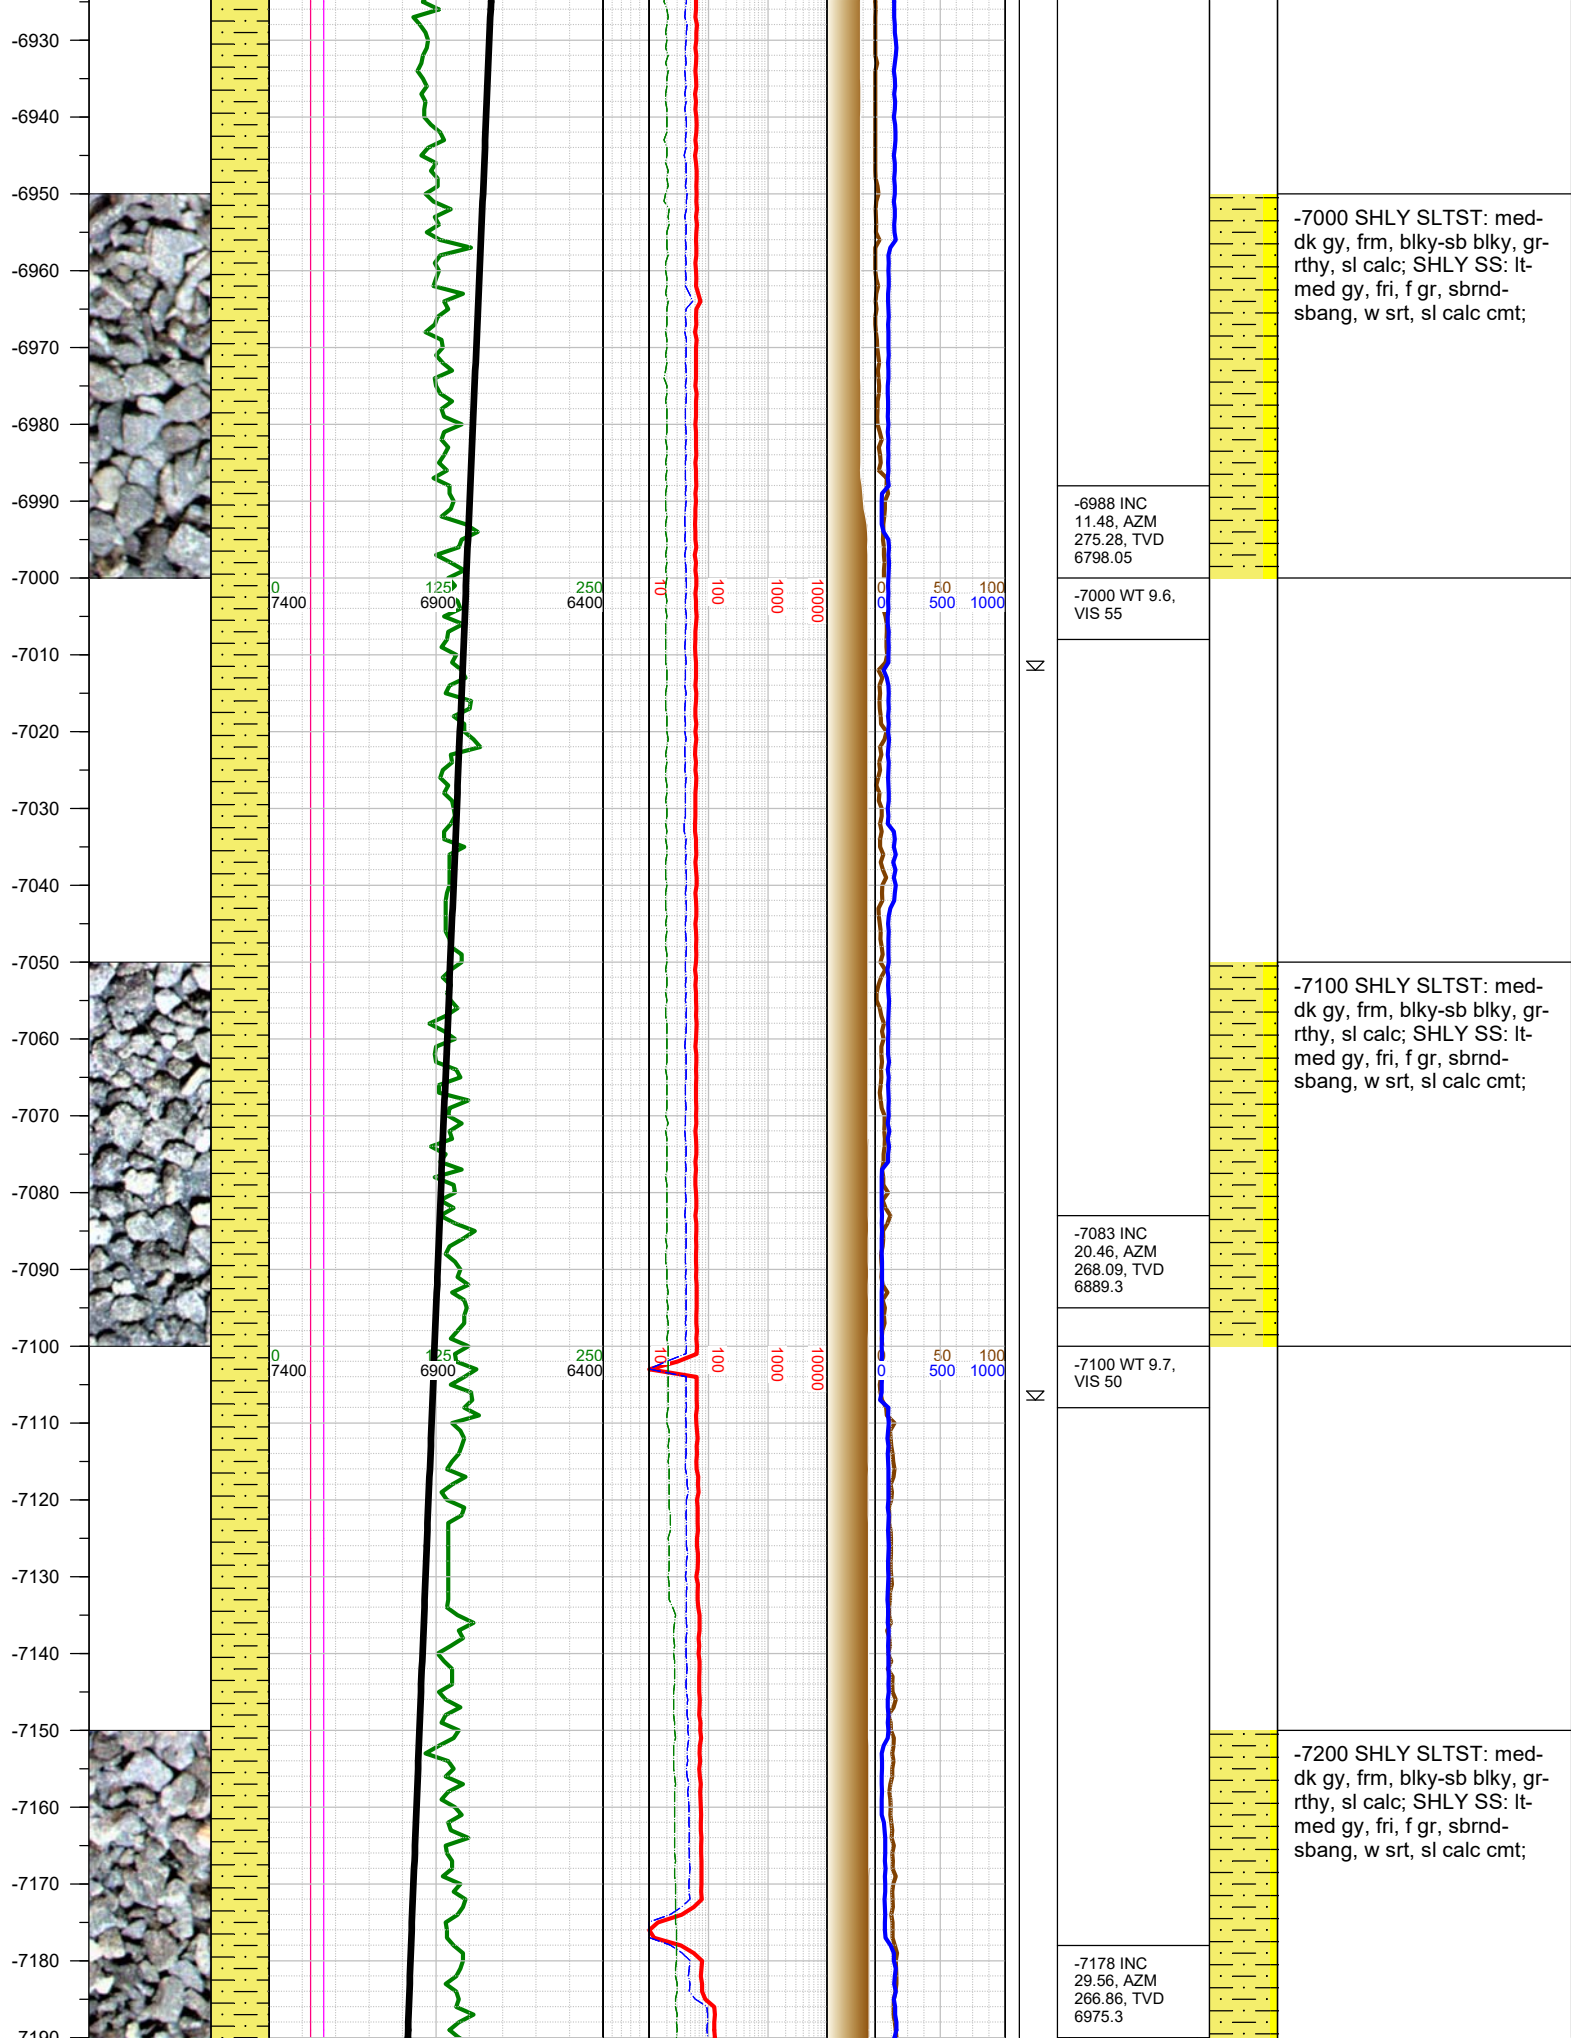 -6930
-6940
-6950
-7000 SHLY SLTST: med-
dk gy, frm, blky-sb blky, gr-
rthy, sl calc; SHLY SS: lt-
med gy, fri, f gr, sbrnd-
sbang, w srt, sl calc cmt;
-6960
-6970
-6980
-6990
-6988 INC
11.48, AZM
275.28, TVD
6798.05
-7000
0 125 250 10 100 1000 10000 0 50 100
7400 6900 6400 0 500 1000
-7000 WT 9.6,
VIS 55
-7010
-7020
-7030
-7040
-7050
-7100 SHLY SLTST: med-
dk gy, frm, blky-sb blky, gr-
rthy, sl calc; SHLY SS: lt-
med gy, fri, f gr, sbrnd-
sbang, w srt, sl calc cmt;
-7060
-7070
-7080
-7083 INC
20.46, AZM
268.09, TVD
6889.3
-7090
-7100
0 125 250 10 100 1000 10000 0 50 100
7400 6900 6400 0 500 1000
-7100 WT 9.7,
VIS 50
-7110
-7120
-7130
-7140
-7150
-7200 SHLY SLTST: med-
dk gy, frm, blky-sb blky, gr-
rthy, sl calc; SHLY SS: lt-
med gy, fri, f gr, sbrnd-
sbang, w srt, sl calc cmt;
-7160
-7170
-7180
-7178 INC
29.56, AZM
266.86, TVD
6975.3
-7190